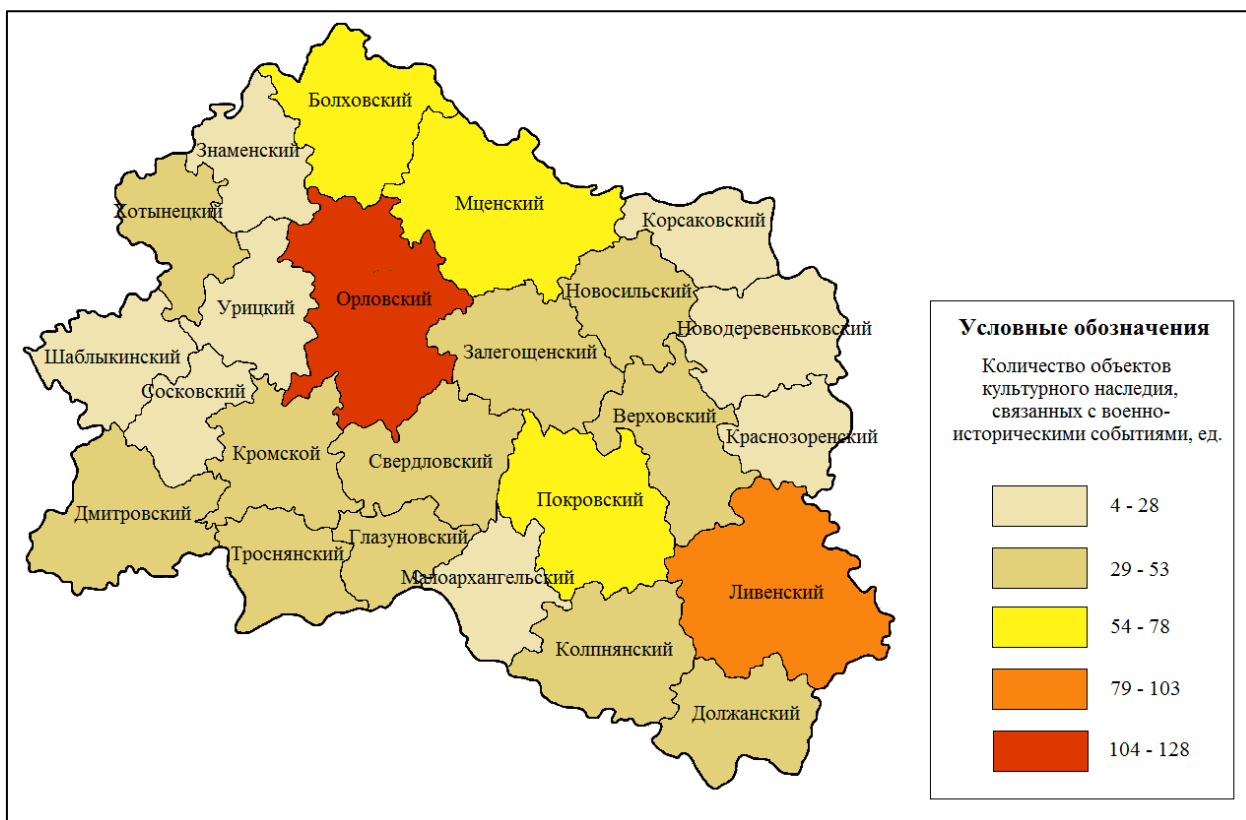 Болховский
Знаменский
Хотынецкий
Мценский
Корсаковский
Урицкий
Орловский
Новосильский
Новодеревеньковский
Шаблыкинский
Залегощенский
Сосковский
Верховский
Краснозоренский
Кромской
Свердловский
Покровский
Дмитровский
Троснянский
Глазуновский
Малоархангельский
Ливенский
Колпнянский
Должанский
Условные обозначения
Количество объектов
культурного наследия,
связанных с военно-
историческими событиями, ед.
4 - 28
29 - 53
54 - 78
79 - 103
104 - 128